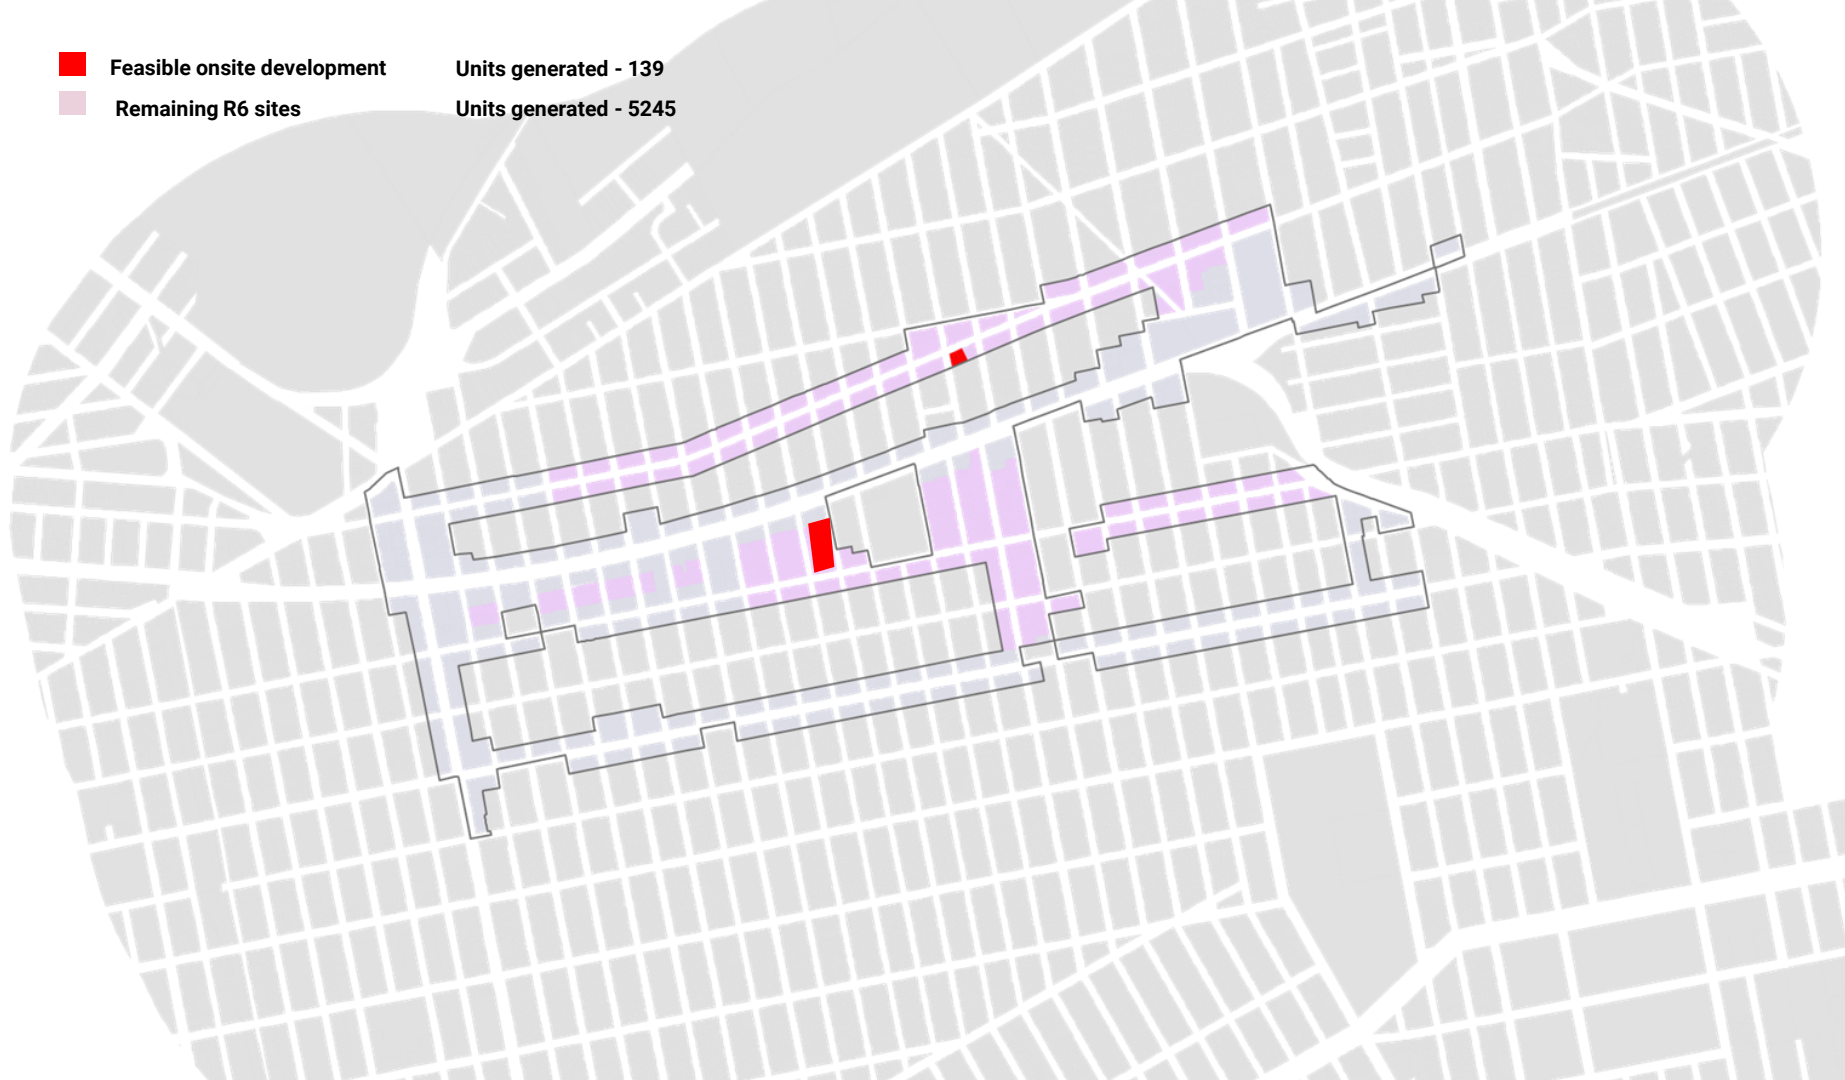 Feasible onsite development Units generated - 139
Remaining R6 sites Units generated - 5245